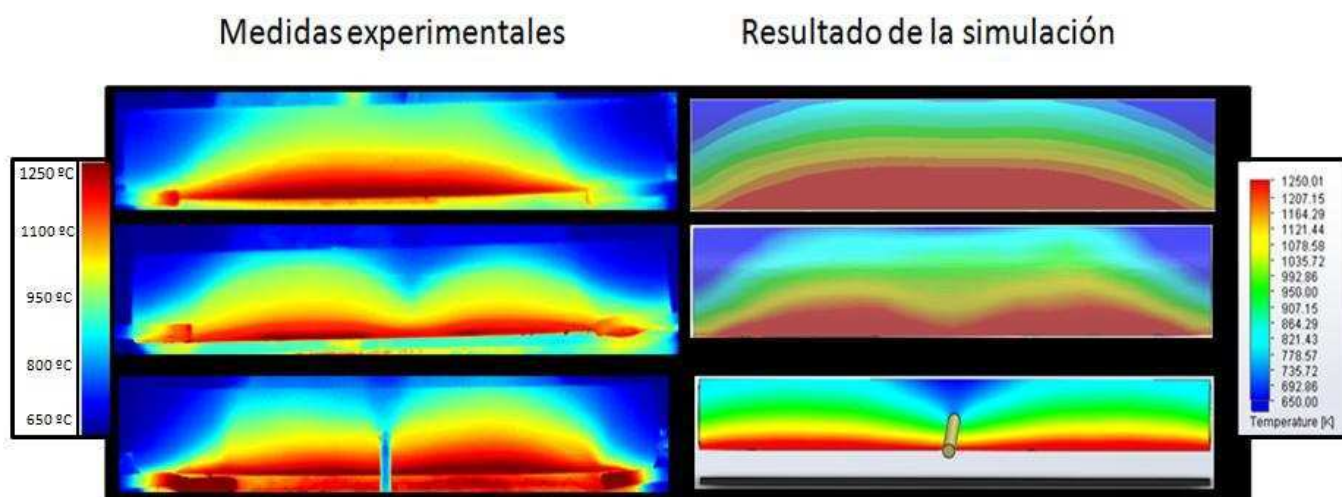 Medidas experimentales
Resultado de la simulación
1250 ºC
1100 ºC
950 ºC
800 ºC
650 ºC
1250.01
1207.15
1164.29
1121.44
1078.58
1035.72
992.86
950.00
907.15
864.29
821.43
778.57
735.72
692.86
650.00
Temperature [K]